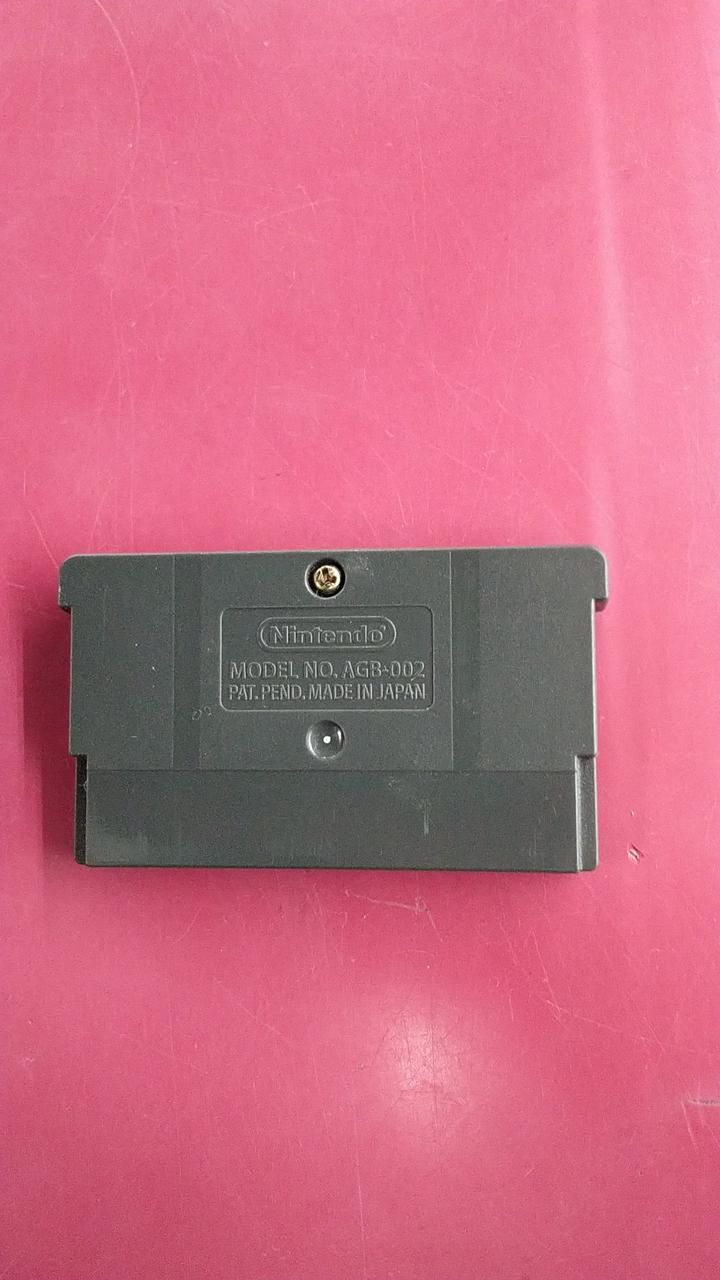 Nintendo
MODEL NO. AGB-002
PAT. PEND. MADE IN JAPAN